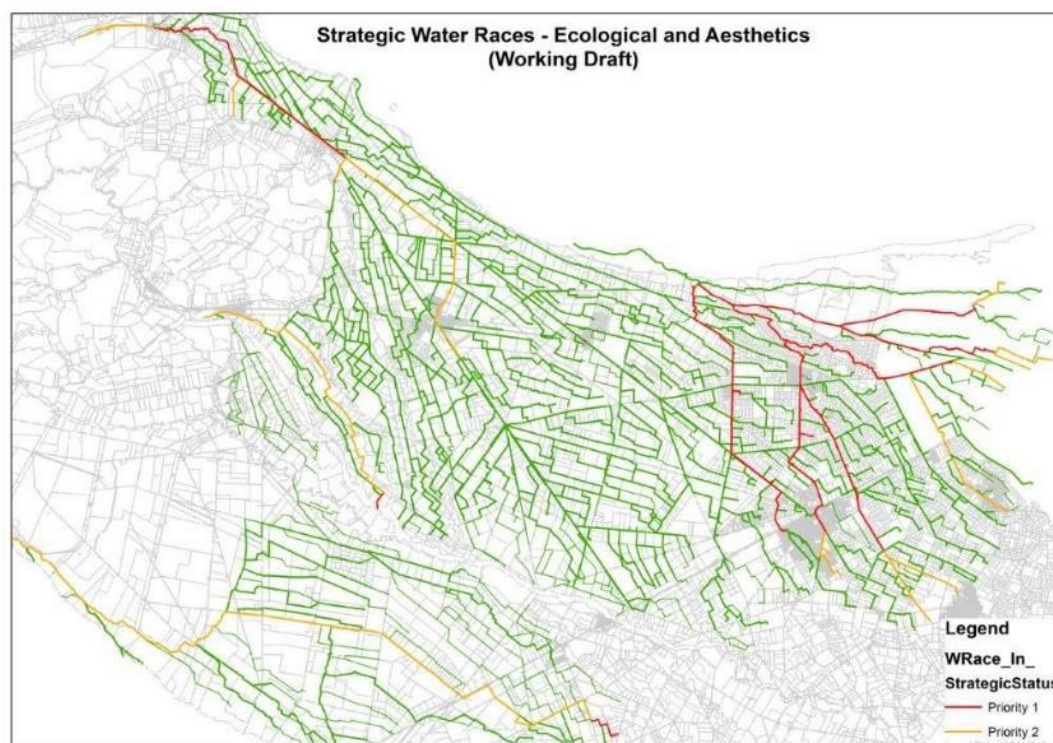 Strategic Water Races - Ecological and Aesthetics
(Working Draft)
Legend
WRace_In_
StrategicStatus
Priority 1
Priority 2